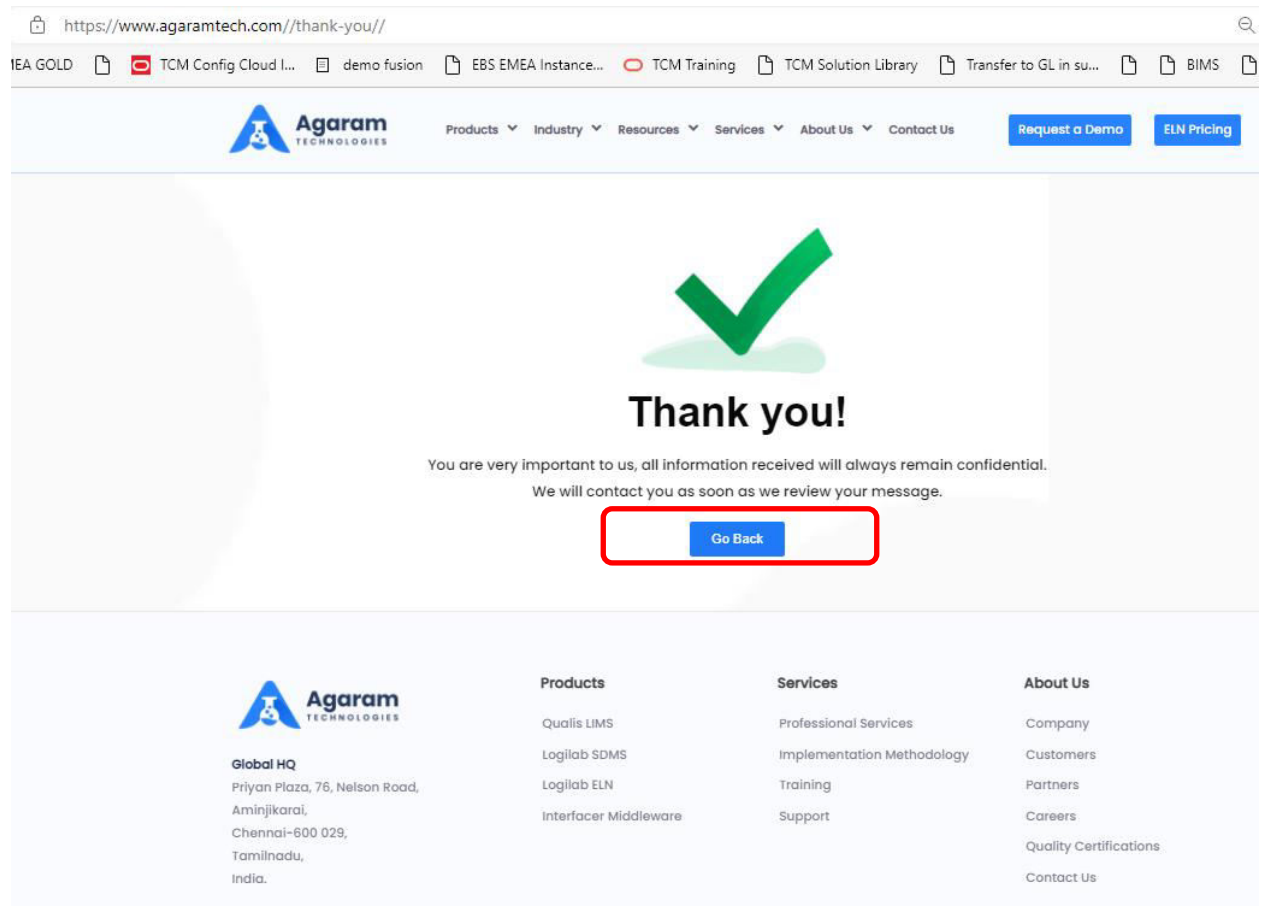 https://www.agaramtech.com//thank-you//
IEA GOLD TCM Config Cloud I... demo fusion EBS EMEA Instance... TCM Training TCM Solution Library Transfer to GL in su... BIMS
Agaram
TECHNOLOGIES
Products Industry Resources Services About Us Contact Us Request a Demo ELN Pricing
Thank you!
You are very important to us, all information received will always remain confidential.
We will contact you as soon as we review your message.
Go Back
Agaram
TECHNOLOGIES
Global HQ
Priyan Plaza, 76, Nelson Road,
Aminjikarai,
Chennai-600 029,
Tamilnadu,
India.
Products
Qualis LIMS
Logilab SDMS
Logilab ELN
Interfacer Middleware
Services
Professional Services
Implementation Methodology
Training
Support
About Us
Company
Customers
Partners
Careers
Quality Certifications
Contact Us